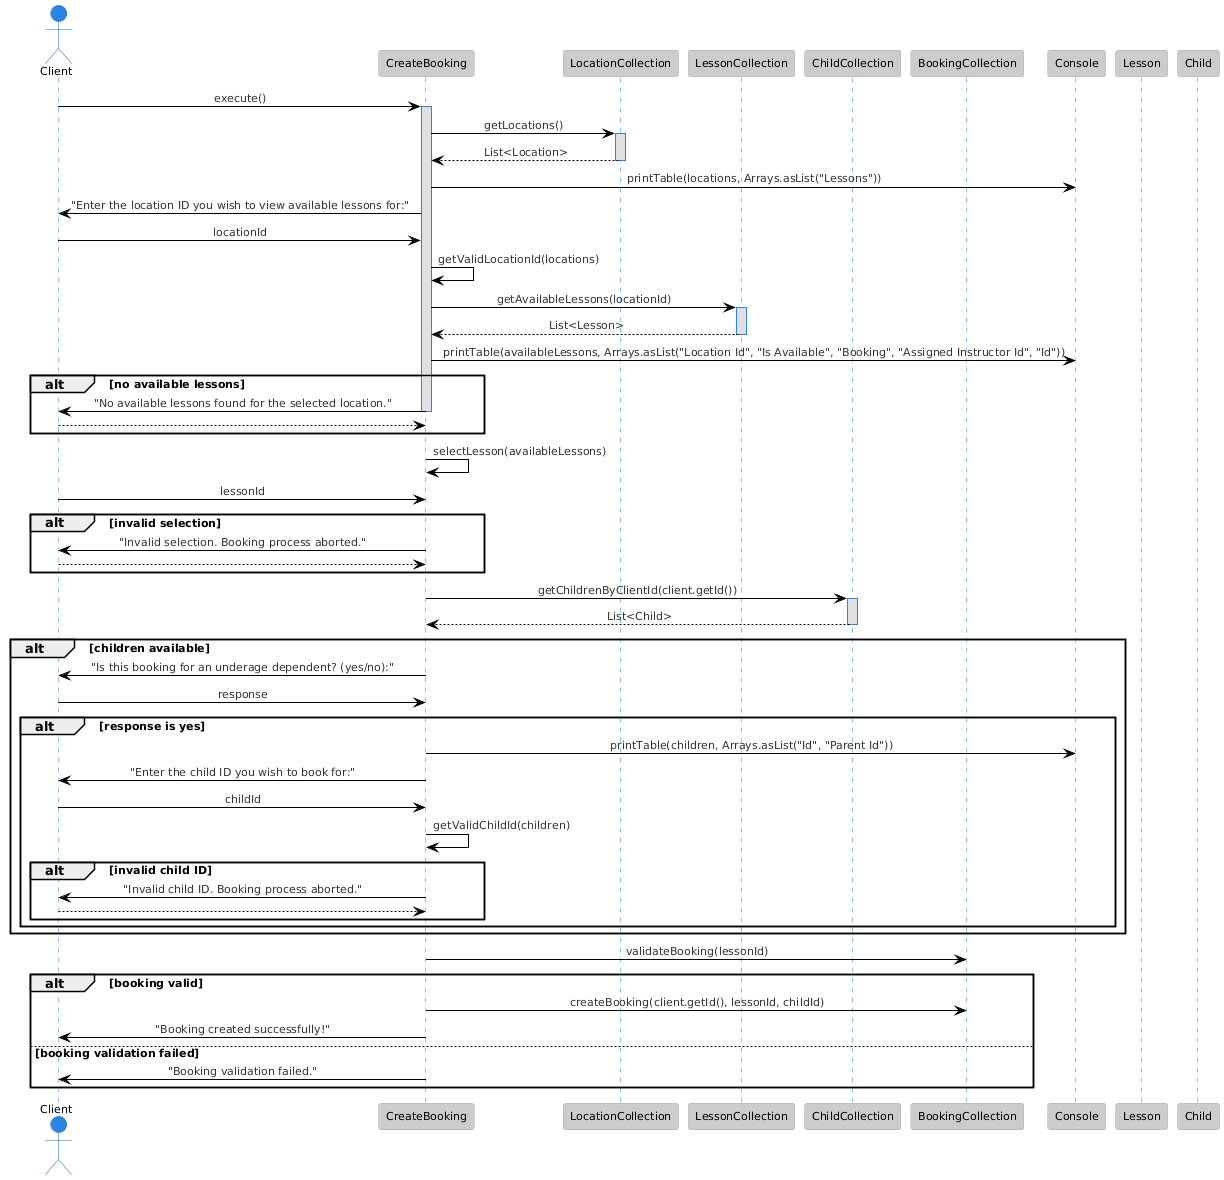 Client
CreateBooking
LocationCollection
LessonCollection
ChildCollection
BookingCollection
Console
Lesson
Child
execute()
getLocations()
List<Location>
printTable(locations, Arrays.asList("Lessons"))
"Enter the location ID you wish to view available lessons for:"
locationId
getValidLocationId(locations)
getAvailableLessons(locationId)
List<Lesson>
printTable(availableLessons, Arrays.asList("Location Id", "Is Available", "Booking", "Assigned Instructor Id", "Id"))
alt [no available lessons]
"No available lessons found for the selected location."
selectLesson(availableLessons)
lessonId
alt [invalid selection]
"Invalid selection. Booking process aborted."
getChildrenByClientId(client.getId())
List<Child>
alt [children available]
"Is this booking for an underage dependent? (yes/no):"
response
alt [response is yes]
printTable(children, Arrays.asList("Id", "Parent Id"))
"Enter the child ID you wish to book for:"
childId
getValidChildId(children)
alt [invalid child ID]
"Invalid child ID. Booking process aborted."
validateBooking(lessonId)
alt [booking valid]
createBooking(client.getId(), lessonId, childId)
"Booking created successfully!"
[booking validation failed]
"Booking validation failed."
Client
CreateBooking
LocationCollection
LessonCollection
ChildCollection
BookingCollection
Console
Lesson
Child